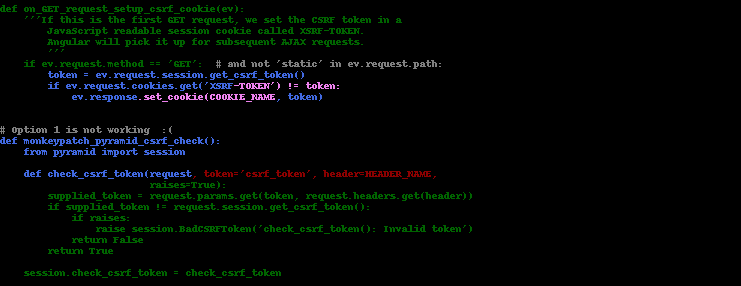 def on_GET_request_setup_csrf_cookie(ev):
    '''If this is the first GET request, we set the CSRF token in a
        JavaScript readable session cookie called XSRF-TOKEN.
        Angular will pick it up for subsequent AJAX requests.
        '''
    if ev.request.method == 'GET':  # and not 'static' in ev.request.path:
        token = ev.request.session.get_csrf_token()
        if ev.request.cookies.get('XSRF-TOKEN') != token:
            ev.response.set_cookie(COOKIE_NAME, token)
# Option 1 is not working  :(
def monkeypatch_pyramid_csrf_check():
    from pyramid import session
    def check_csrf_token(request, token='csrf_token', header=HEADER_NAME,
                         raises=True):
        supplied_token = request.params.get(token, request.headers.get(header))
        if supplied_token != request.session.get_csrf_token():
            if raises:
                raise session.BadCSRFToken('check_csrf_token(): Invalid token')
            return False
        return True
    session.check_csrf_token = check_csrf_token